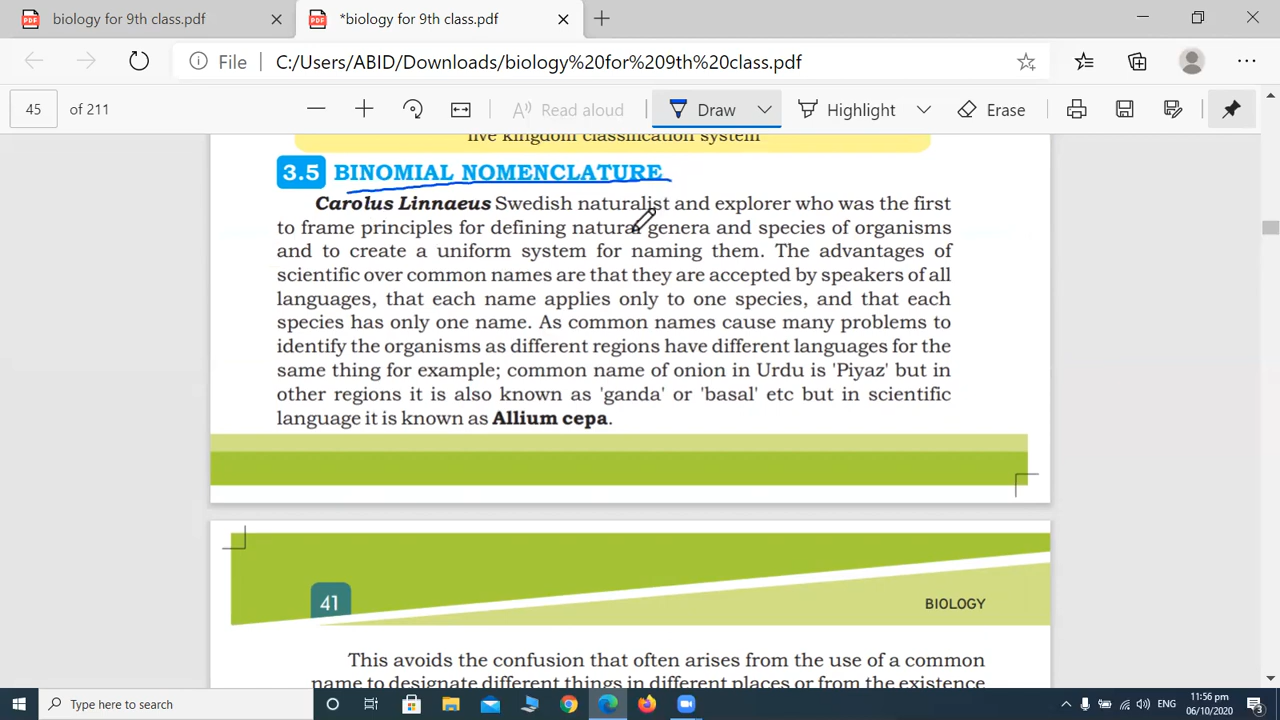 biology for 9th class.pdf
*biology for 9th class.pdf
File
C:/Users/ABID/Downloads/biology%20for%209th%20class.pdf
45 of 211
Read aloud
Draw
Highlight
Erase
five kingdom classification system
3.5 BINOMIAL NOMENCLATURE
Carolus Linnaeus Swedish naturalist and explorer who was the first
to frame principles for defining natural genera and species of organisms
and to create a uniform system for naming them. The advantages of
scientific over common names are that they are accepted by speakers of all
languages, that each name applies only to one species, and that each
species has only one name. As common names cause many problems to
identify the organisms as different regions have different languages for the
same thing for example; common name of onion in Urdu is 'Piyaz' but in
other regions it is also known as 'ganda' or 'basal' etc but in scientific
language it is known as Allium cepa.
41
BIOLOGY
This avoids the confusion that often arises from the use of a common
name to designate different things in different places or from the existence
Type here to search
ENG
11:56 pm
06/10/2020
3